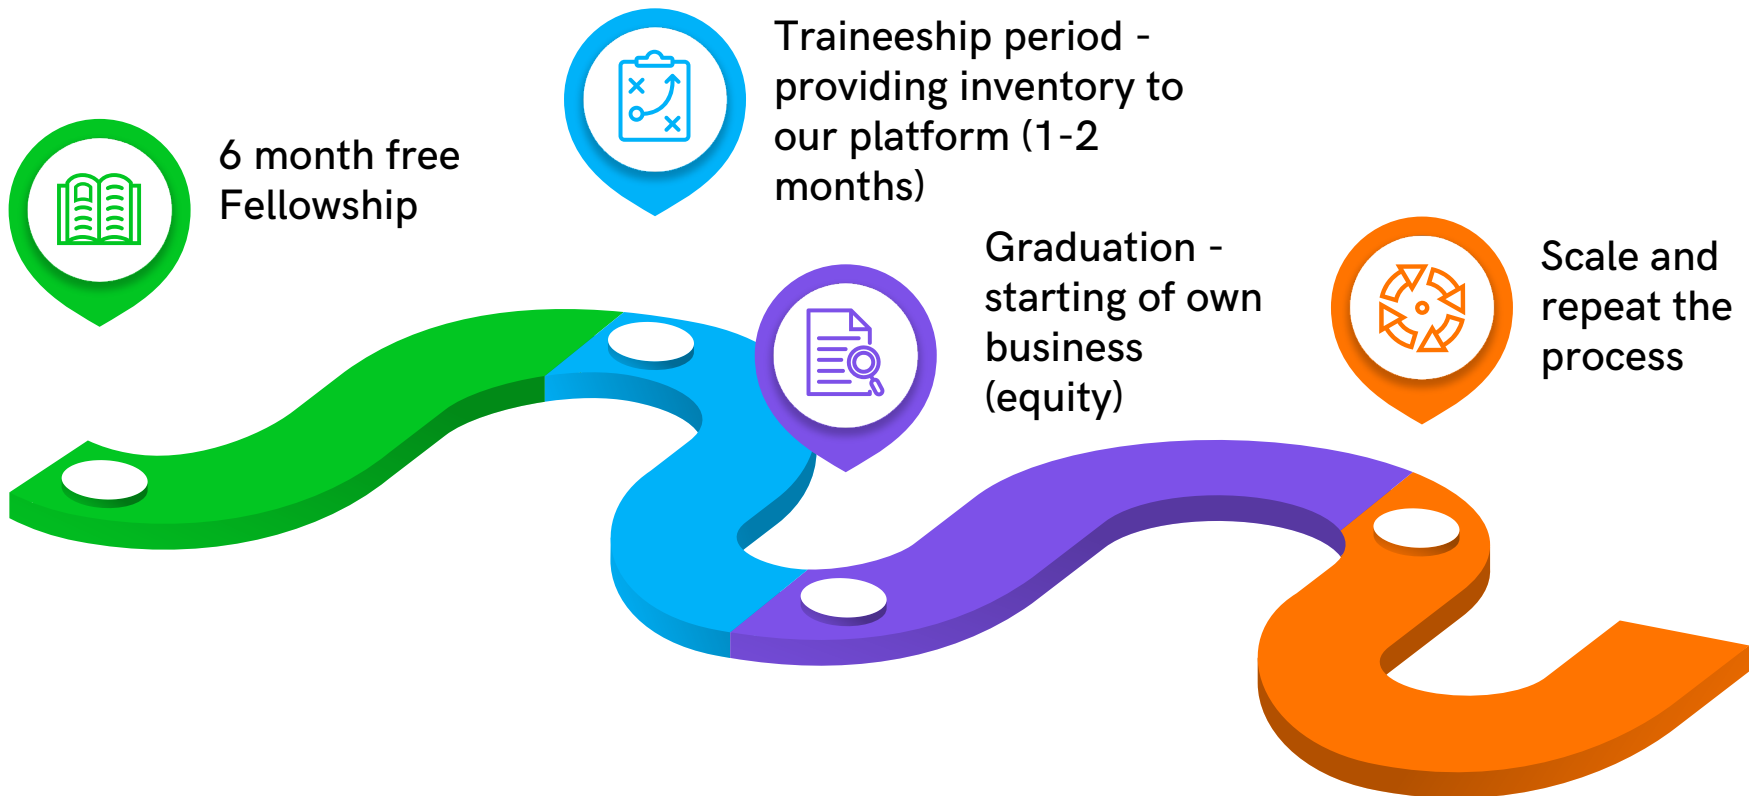 6 month free
Fellowship
Traineeship period -
providing inventory to
our platform (1-2
months)
Graduation -
starting of own
business
(equity)
Scale and
repeat the
process